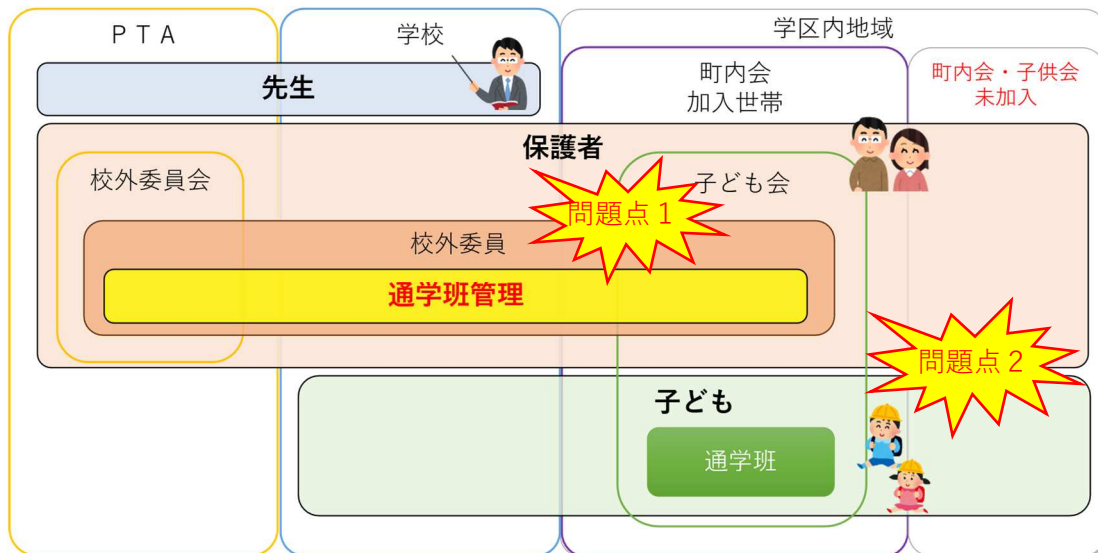 ＰＴＡ
学校
学区内地域
先生
町内会
加入世帯
町内会・子供会
未加入
保護者
校外委員会
子ども会
問題点１
校外委員
通学班管理
問題点２
子ども
通学班